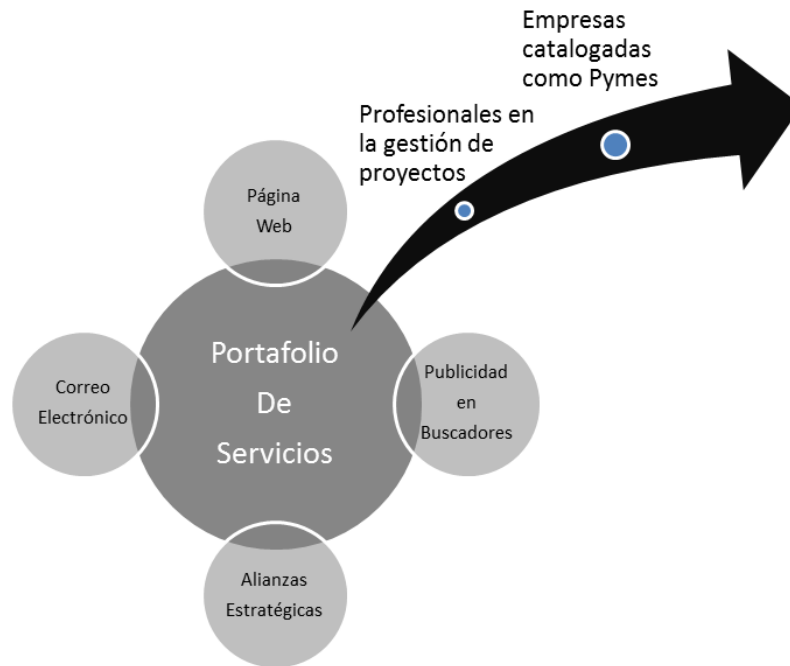 Empresas
catalogadas
como Pymes
Profesionales en
la gestión de
proyectos
Página
Web
Portafolio
De
Servicios
Correo
Electrónico
Publicidad
en
Buscadores
Alianzas
Estratégicas